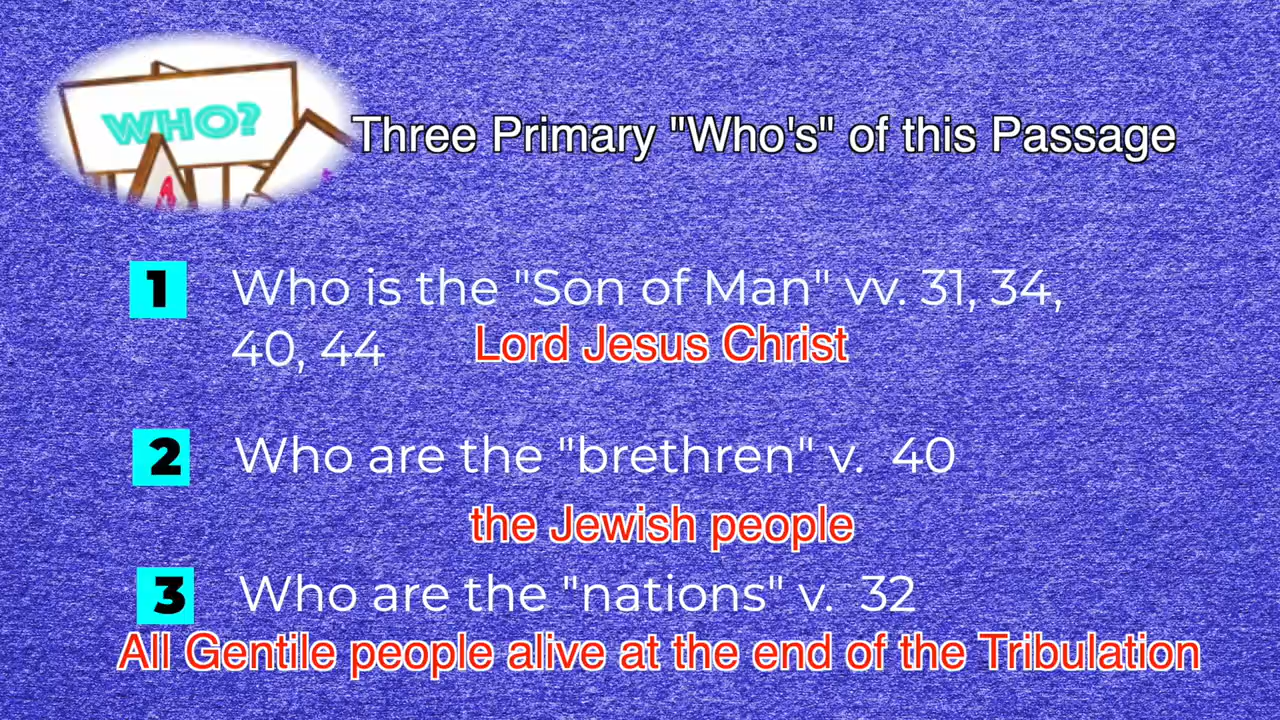 WHO?
Three Primary "Who's" of this Passage
1 Who is the "Son of Man" vv. 31, 34,
40, 44 Lord Jesus Christ
2 Who are the "brethren" v. 40
the Jewish people
3 Who are the "nations" v. 32
All Gentile people alive at the end of the Tribulation